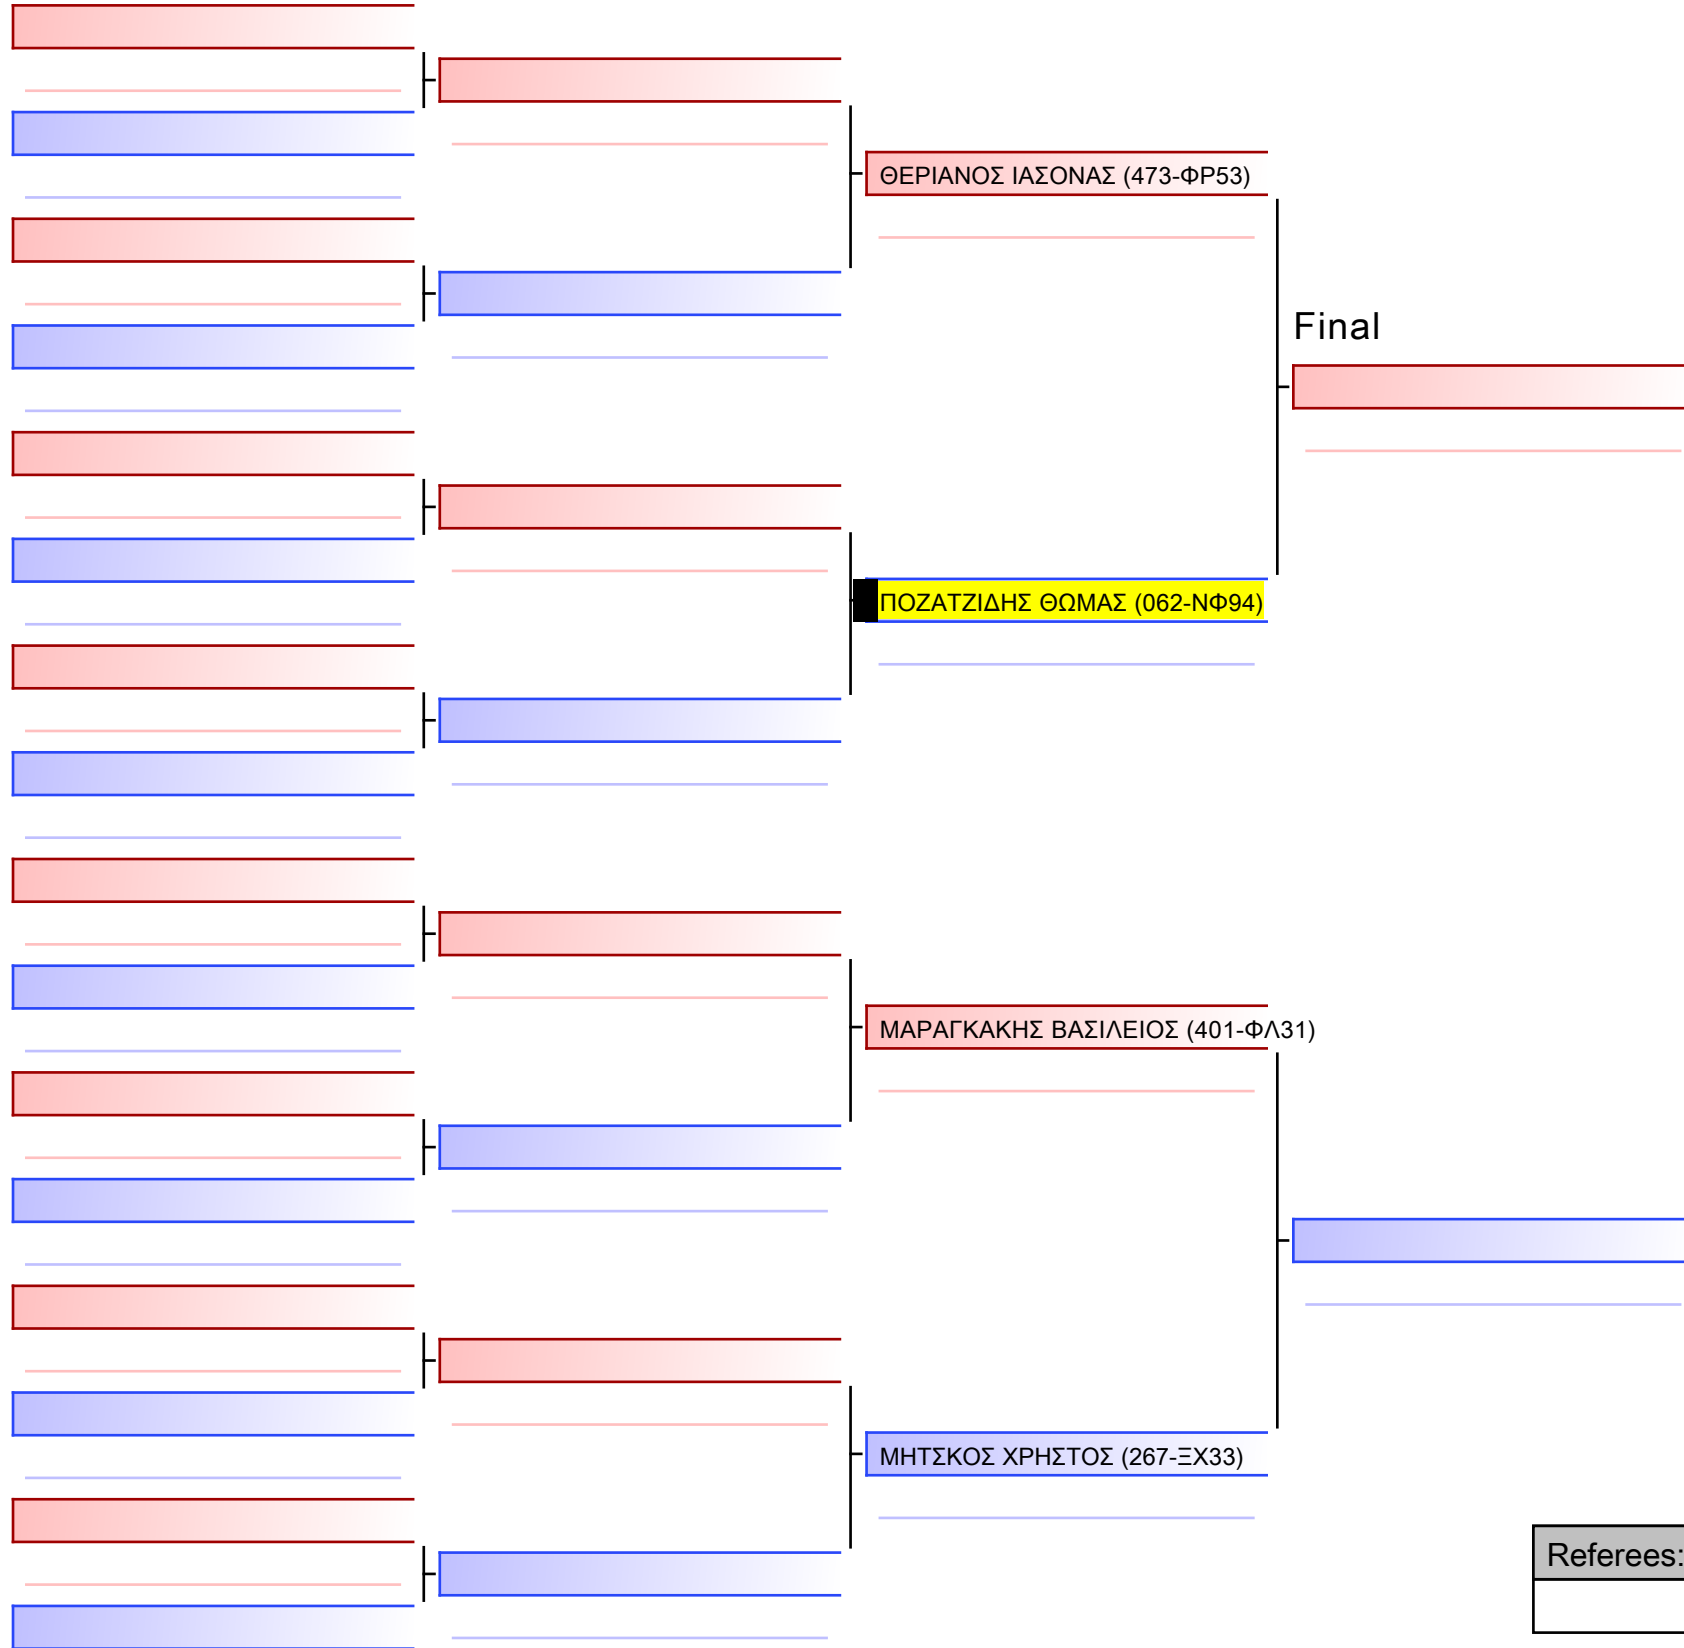 ΘΕΡΙΑΝΟΣ ΙΑΣΟΝΑΣ (473-ΦΡ53)
Final
ΠΟΖΑΤΖΙΔΗΣ ΘΩΜΑΣ (062-ΝΦ94)
ΜΑΡΑΓΚΑΚΗΣ ΒΑΣΙΛΕΙΟΣ (401-ΦΛ31)
ΜΗΤΣΚΟΣ ΧΡΗΣΤΟΣ (267-ΞΧ33)
Referees: